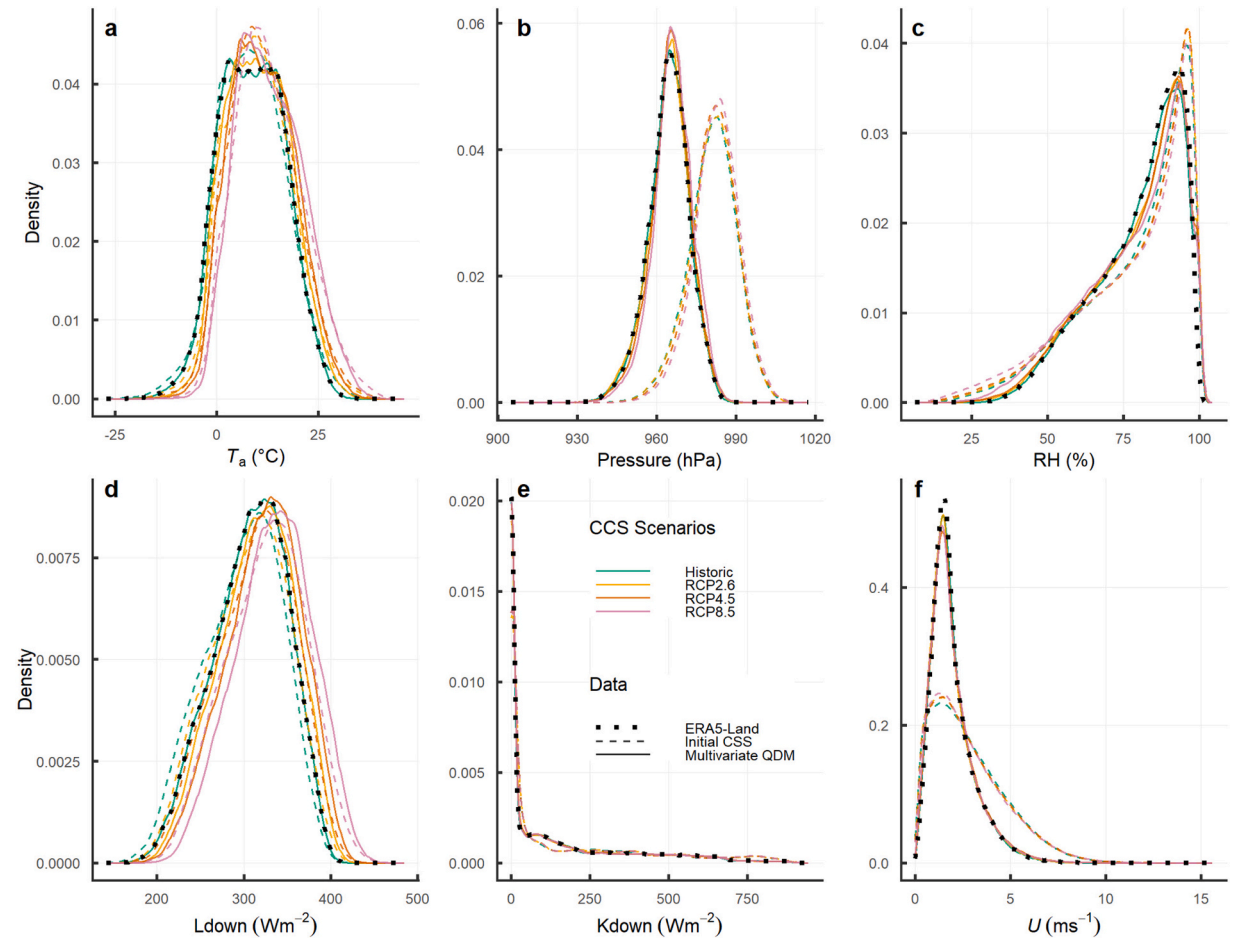 a
b
c
0.04
0.03
0.02
0.01
0.00
Density
-25
0
25
Tₐ (°C)
0.06
0.04
0.02
0.00
900
930
960
990
1020
Pressure (hPa)
0.04
0.03
0.02
0.01
0.00
25
50
75
100
RH (%)
d
e
f
0.0075
0.0050
0.0025
0.0000
Density
200
300
400
500
Ldown (Wm⁻²)
0.020
0.015
0.010
0.005
0.000
CCS Scenarios
Historic
RCP2.6
RCP4.5
RCP8.5
Data
ERA5-Land
Initial CSS
Multivariate QDM
0
250
500
750
Kdown (Wm⁻²)
0.4
0.2
0.0
0
5
10
15
U (ms⁻¹)